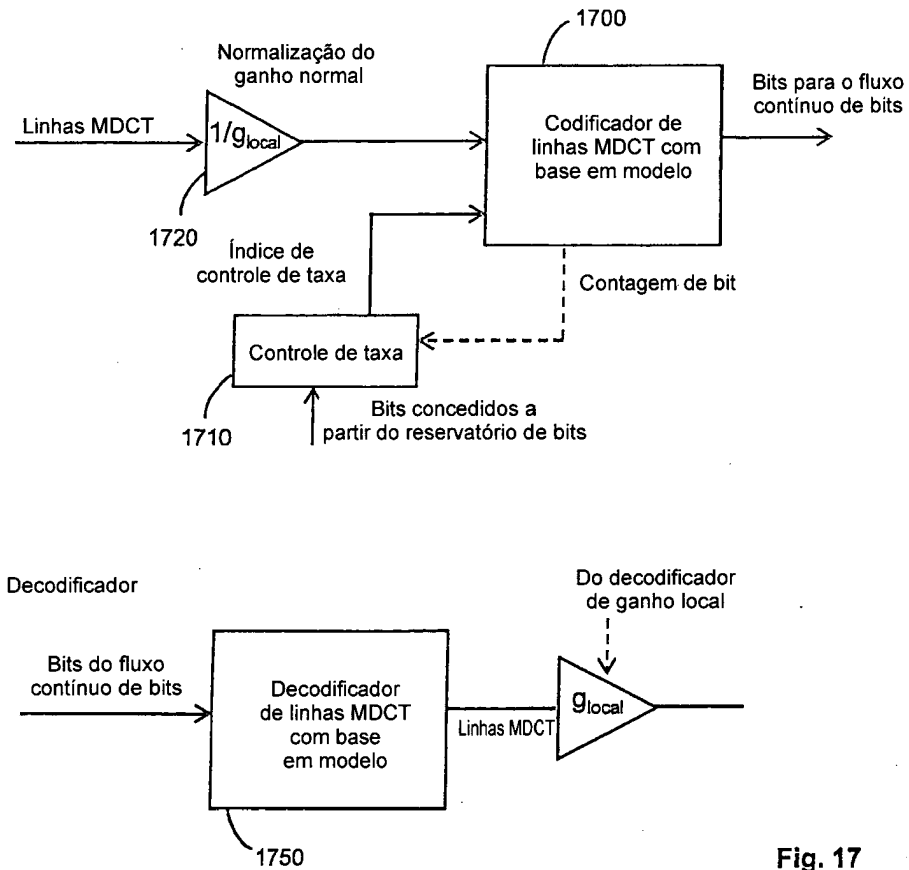 1700
Normalização do
ganho normal
Bits para o fluxo
contínuo de bits
Linhas MDCT
1/glocal
Codificador de
linhas MDCT com
base em modelo
1720
Índice de
controle de taxa
Contagem de bit
Controle de taxa
1710
Bits concedidos a
partir do reservatório de bits
Decodificador
Do decodificador
de ganho local
Bits do fluxo
contínuo de bits
Decodificador
de linhas MDCT
com base
em modelo
Linhas MDCT
glocal
1750
Fig. 17